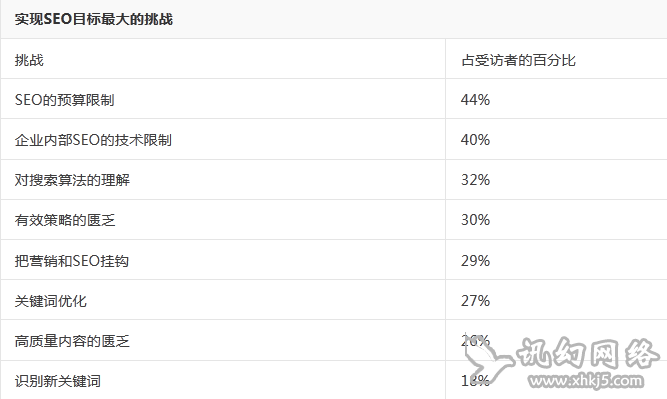 实现SEO目标最大的挑战
挑战 占受访者的百分比
SEO的预算限制 44%
企业内部SEO的技术限制 40%
对搜索算法的理解 32%
有效策略的匮乏 30%
把营销和SEO挂钩 29%
关键词优化 27%
高质量内容的匮乏 26%
识别新关键词 18%
讯幻网络
www.xhkj5.com